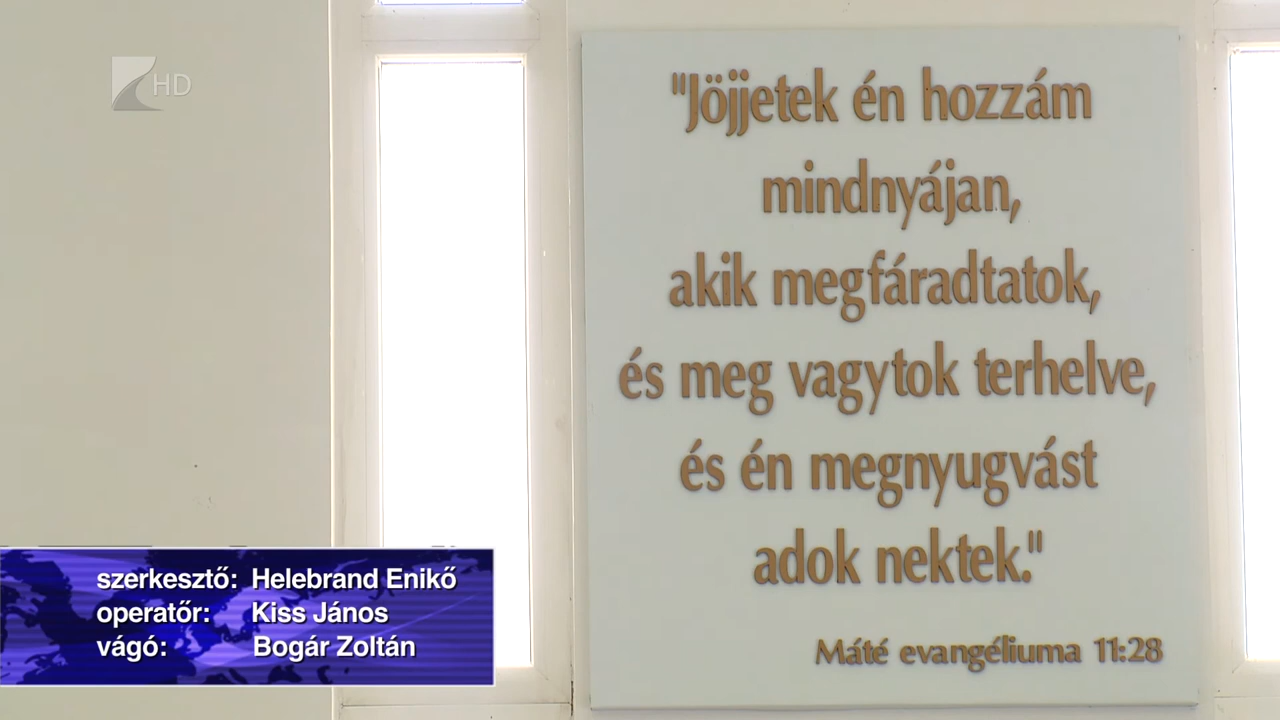 HD
"Jöjjetek én hozzám
mindnyájan,
akik megfáradtatok,
és meg vagytok terhelve,
és én megnyugvást
adok nektek."
Máté evangéliuma 11:28
szerkesztő: Helebrand Enikő
operatőr: Kiss János
vágó: Bogár Zoltán